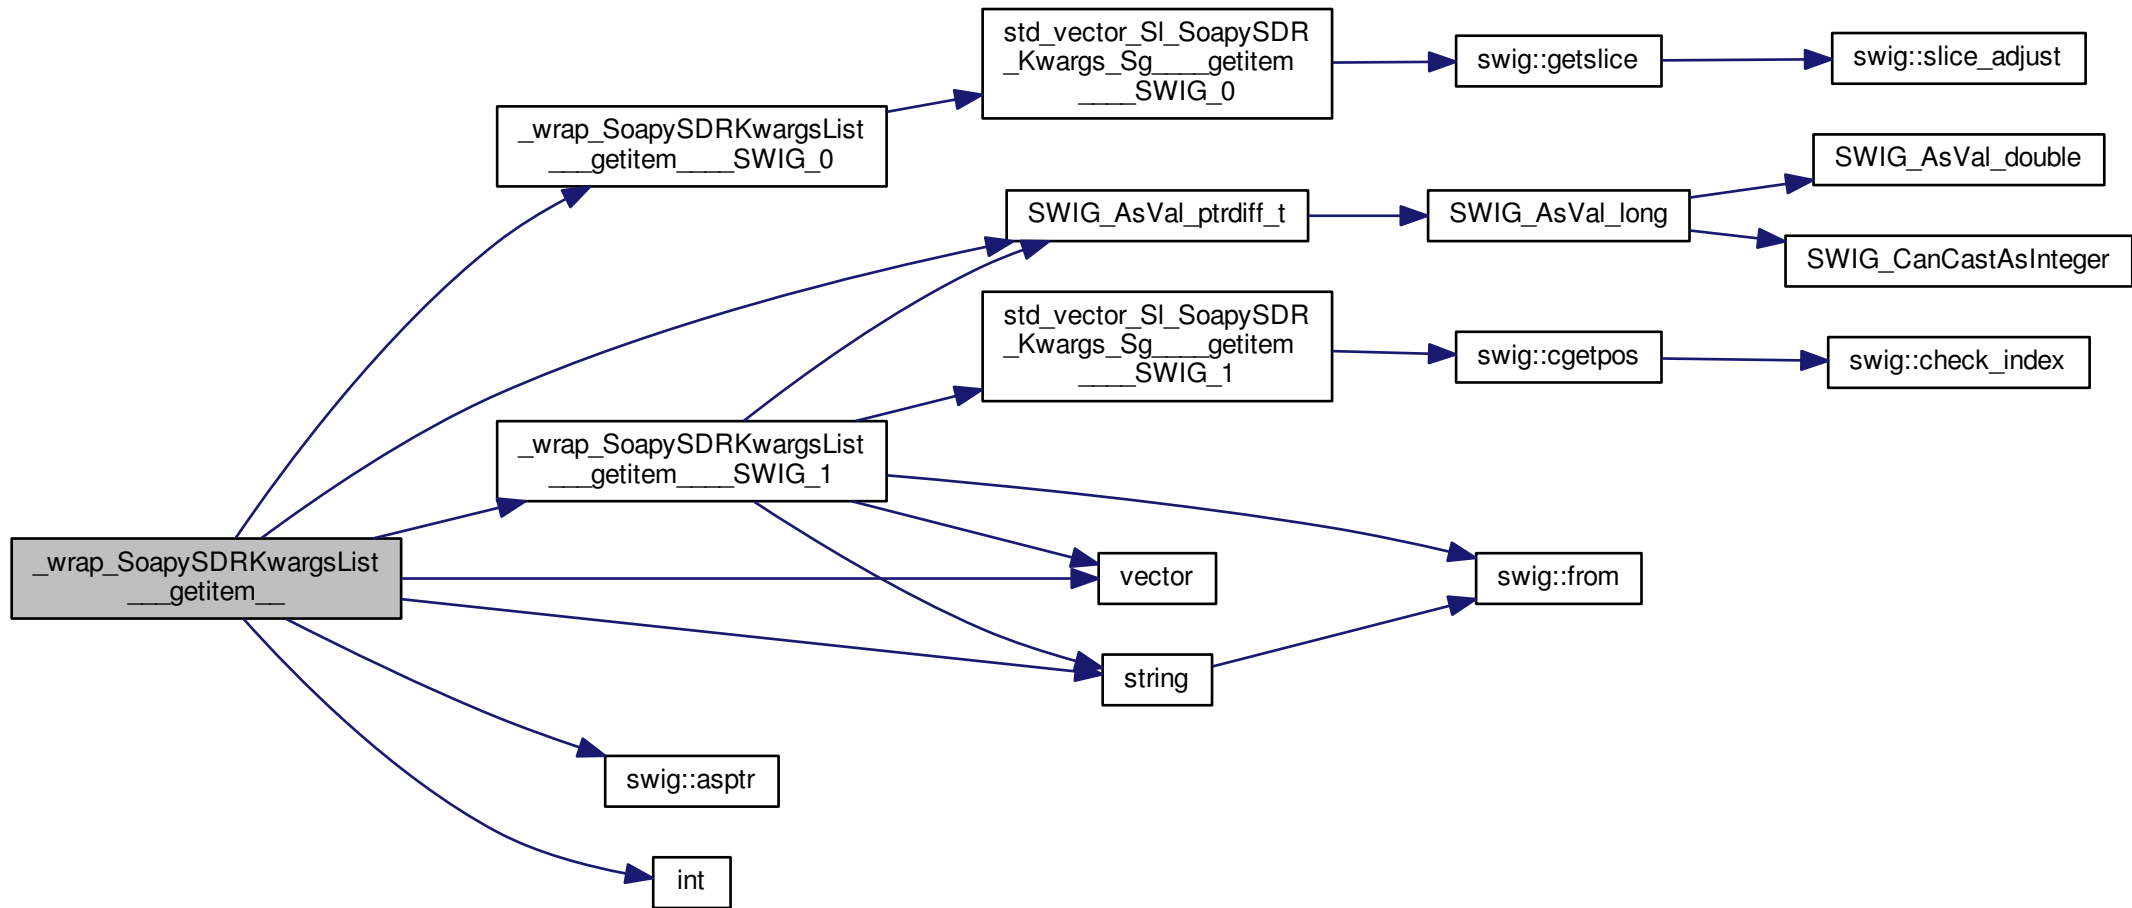 _wrap_SoapySDRKwargsList
___getitem__
_wrap_SoapySDRKwargsList
___getitem____SWIG_0
std_vector_Sl_SoapySDR
_Kwargs_Sg____getitem
____SWIG_0
swig::getslice
swig::slice_adjust
SWIG_AsVal_ptrdiff_t
SWIG_AsVal_long
SWIG_AsVal_double
SWIG_CanCastAsInteger
_wrap_SoapySDRKwargsList
___getitem____SWIG_1
std_vector_Sl_SoapySDR
_Kwargs_Sg____getitem
____SWIG_1
swig::cgetpos
swig::check_index
vector
swig::from
string
swig::asptr
int